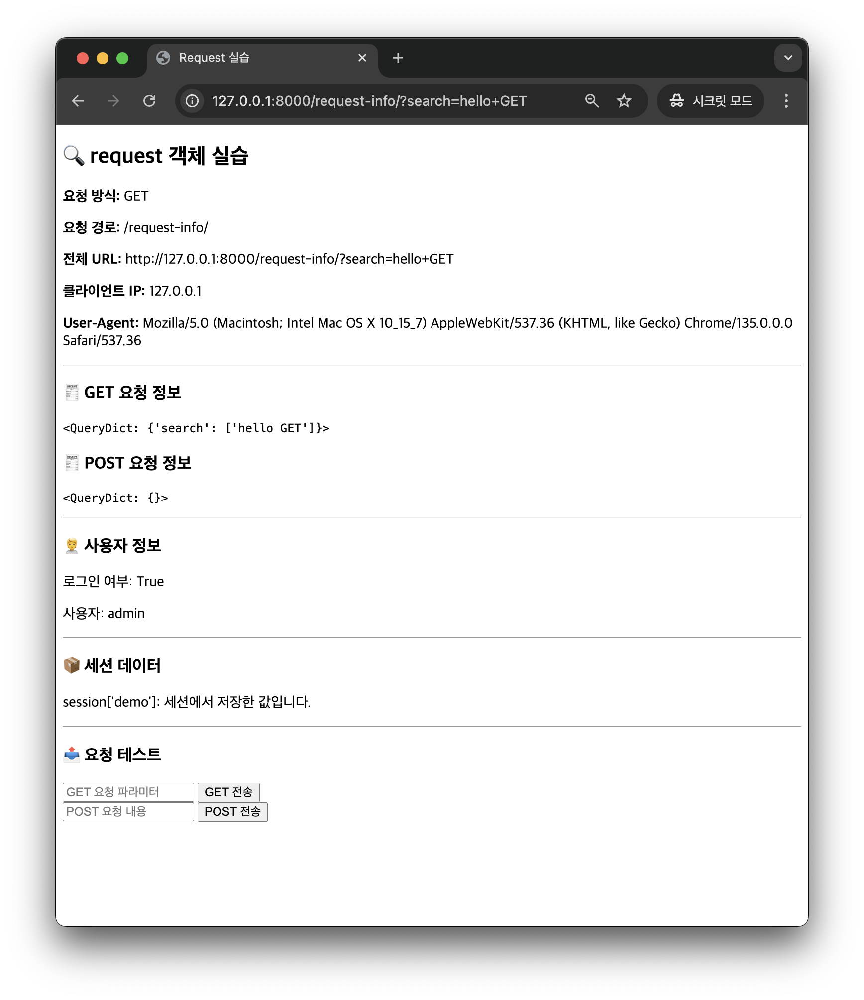 Request 실습
127.0.0.1:8000/request-info/?search=hello+GET
시크릿 모드
request 객체 실습
요청 방식: GET
요청 경로: /request-info/
전체 URL: http://127.0.0.1:8000/request-info/?search=hello+GET
클라이언트 IP: 127.0.0.1
User-Agent: Mozilla/5.0 (Macintosh; Intel Mac OS X 10_15_7) AppleWebKit/537.36 (KHTML, like Gecko) Chrome/135.0.0.0
Safari/537.36
GET 요청 정보
<QueryDict: {'search': ['hello GET']}>
POST 요청 정보
<QueryDict: {}>
사용자 정보
로그인 여부: True
사용자: admin
세션 데이터
session['demo']: 세션에서 저장한 값입니다.
요청 테스트
GET 요청 파라미터 GET 전송
POST 요청 내용 POST 전송